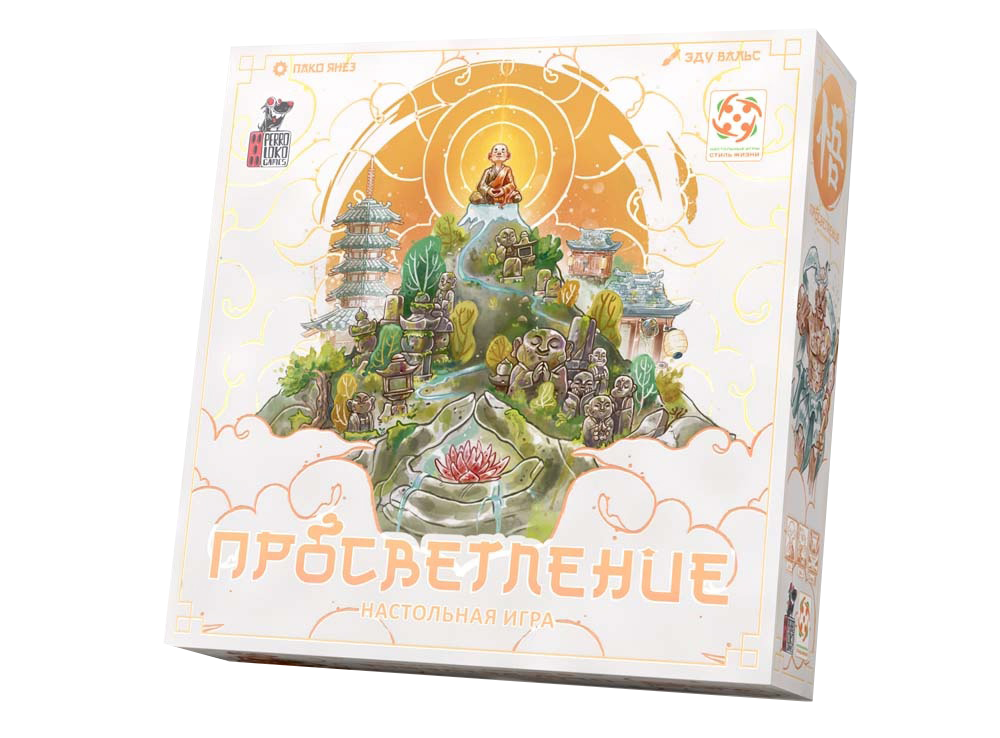 ПАКО ЯНЕЗ
ЭДУ ВАЛЬС
PERRO
LOKO
GAMES
НАСТОЛЬНЫЕ ИГРЫ
СТИЛЬ ЖИЗНИ
ПРОСВЕТЛЕНИЕ
НАСТОЛЬНАЯ ИГРА
ПРОСВЕТЛЕНИЕ